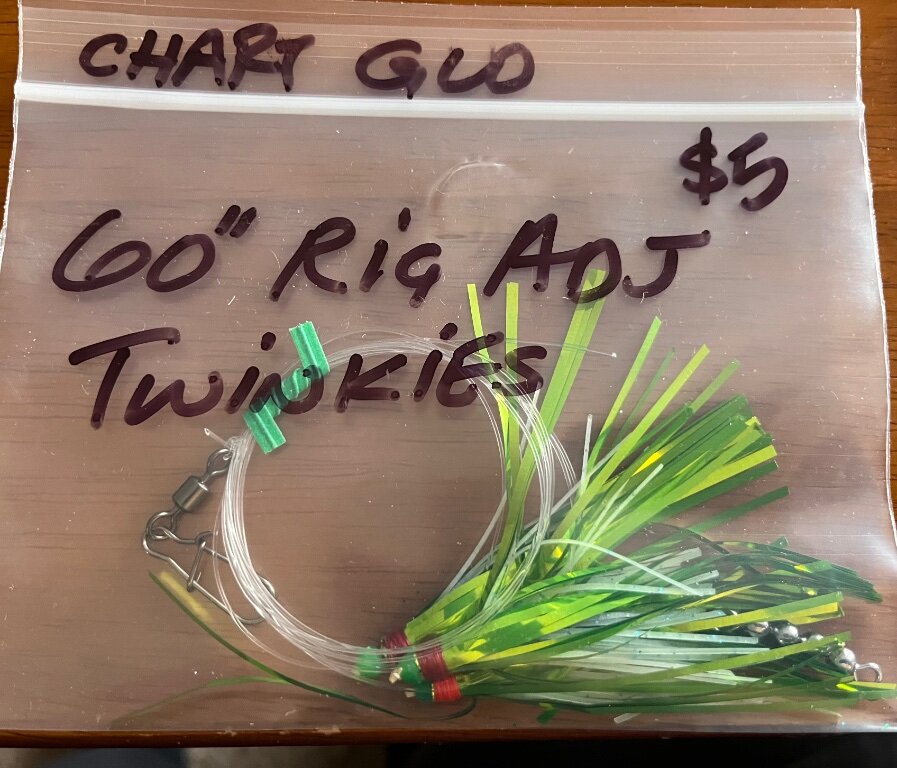 CHART GLO
$5
60" Rig ADJ
TWINKIES